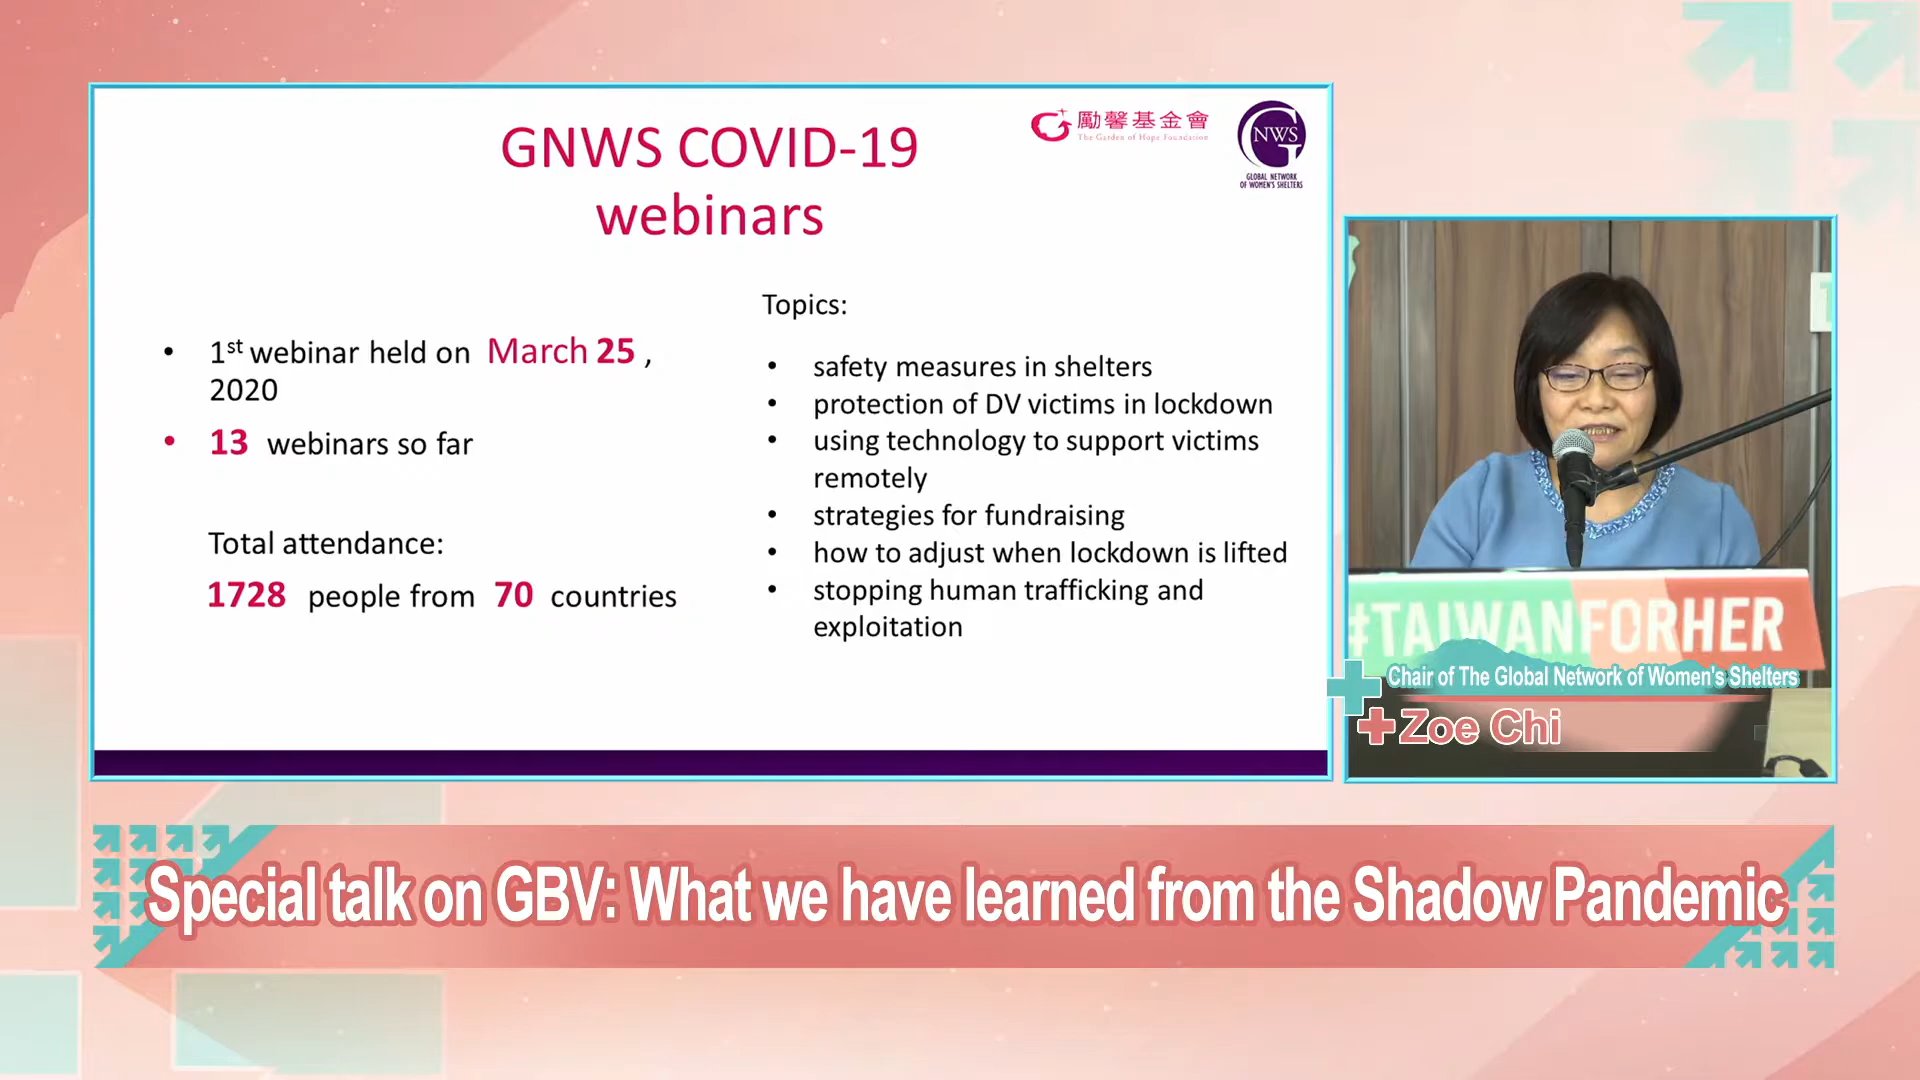 GNWS COVID-19
webinars
勵馨基金會
The Garden of Hope Foundation
NWS
G
GLOBAL NETWORK
OF WOMEN'S SHELTERS
• 1st webinar held on March 25 ,
2020
• 13 webinars so far
Total attendance:
1728 people from 70 countries
Topics:
• safety measures in shelters
• protection of DV victims in lockdown
• using technology to support victims
remotely
• strategies for fundraising
• how to adjust when lockdown is lifted
• stopping human trafficking and
exploitation
#TAIWANFORHER
Chair of The Global Network of Women's Shelters
Zoe Chi
Special talk on GBV: What we have learned from the Shadow Pandemic